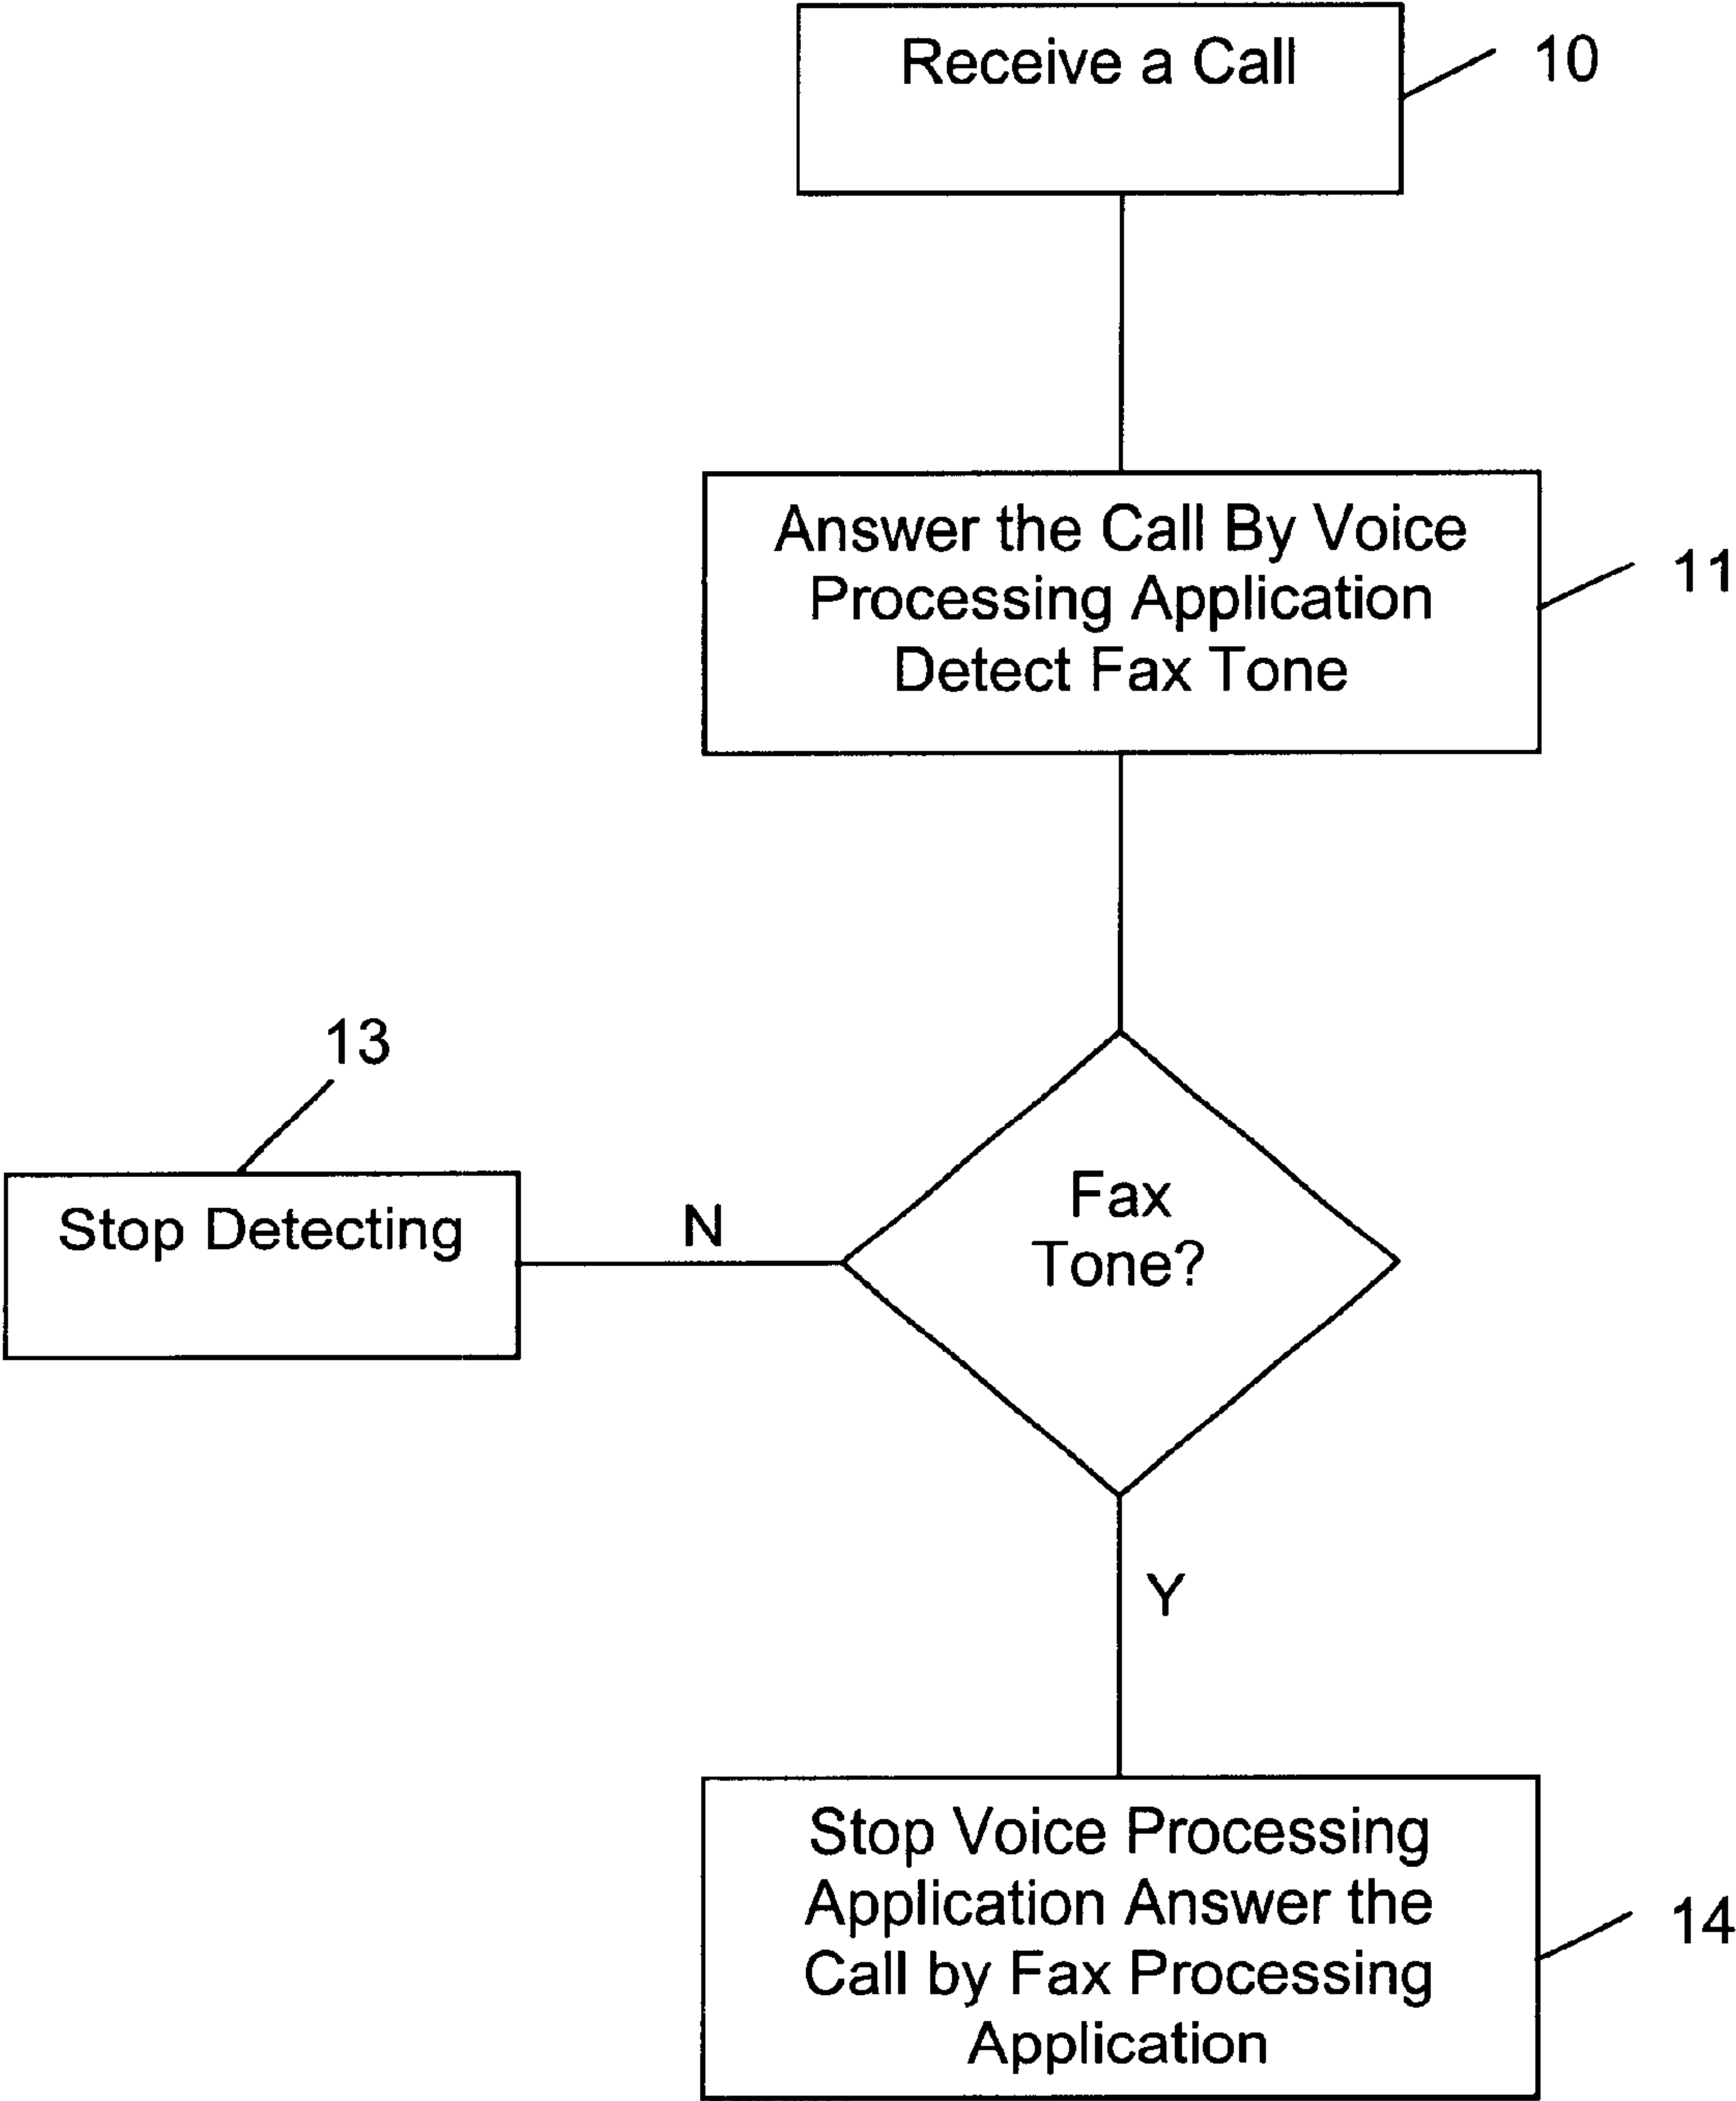 Receive a Call
10
Answer the Call By Voice
Processing Application
Detect Fax Tone
11
13
Stop Detecting
N
Fax
Tone?
Y
Stop Voice Processing
Application Answer the
Call by Fax Processing
Application
14